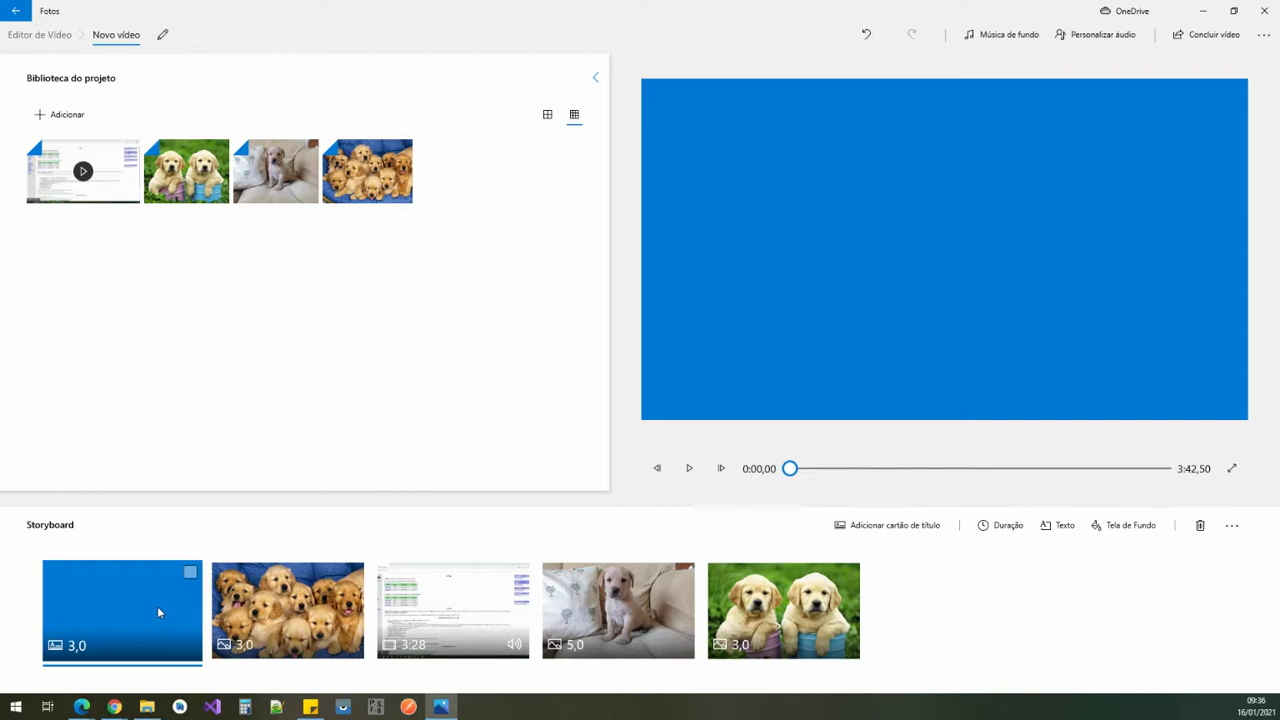 Fotos
OneDrive
Editor de Vídeo
Novo vídeo
Música de fundo
Personalizar áudio
Concluir vídeo
Biblioteca do projeto
Adicionar
0:00,00
3:42,50
Storyboard
Adicionar cartão de título
Duração
Texto
Tela de Fundo
3,0
3,0
3:28
5,0
3,0
09:36
16/01/2021